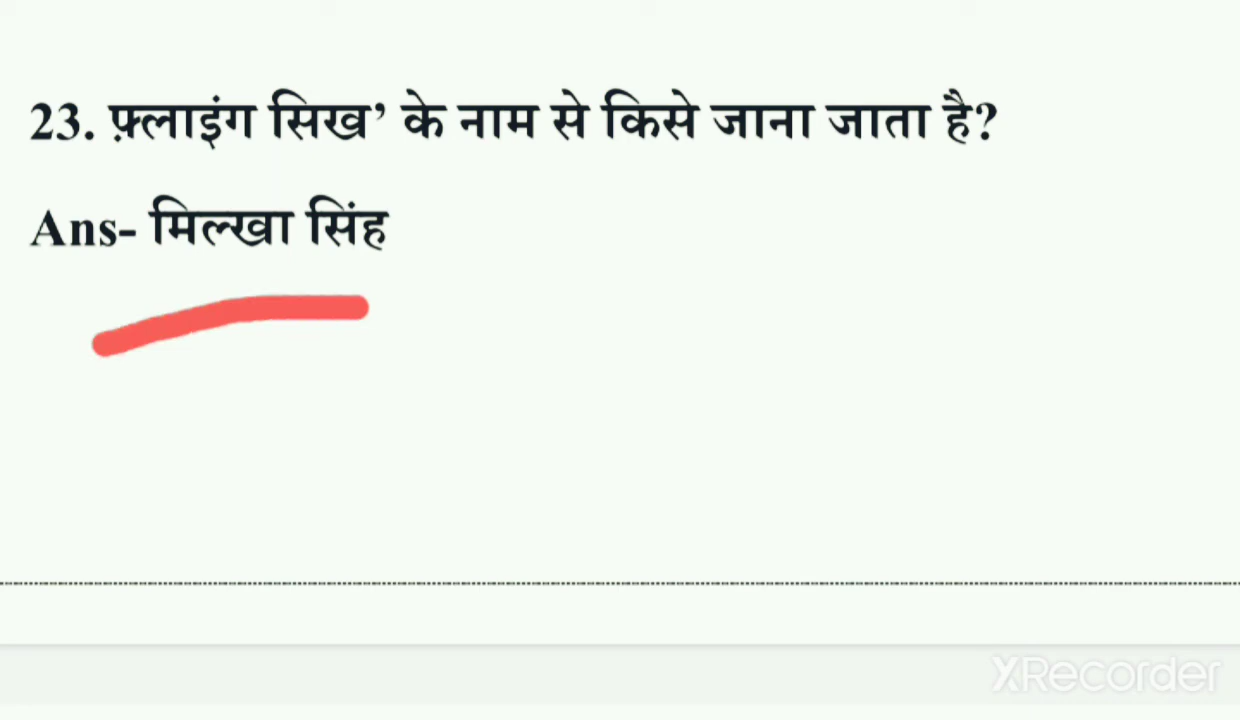 23. फ़्लाइंग सिख’ के नाम से किसे जाना जाता है?
Ans- मिल्खा सिंह
XRecorder